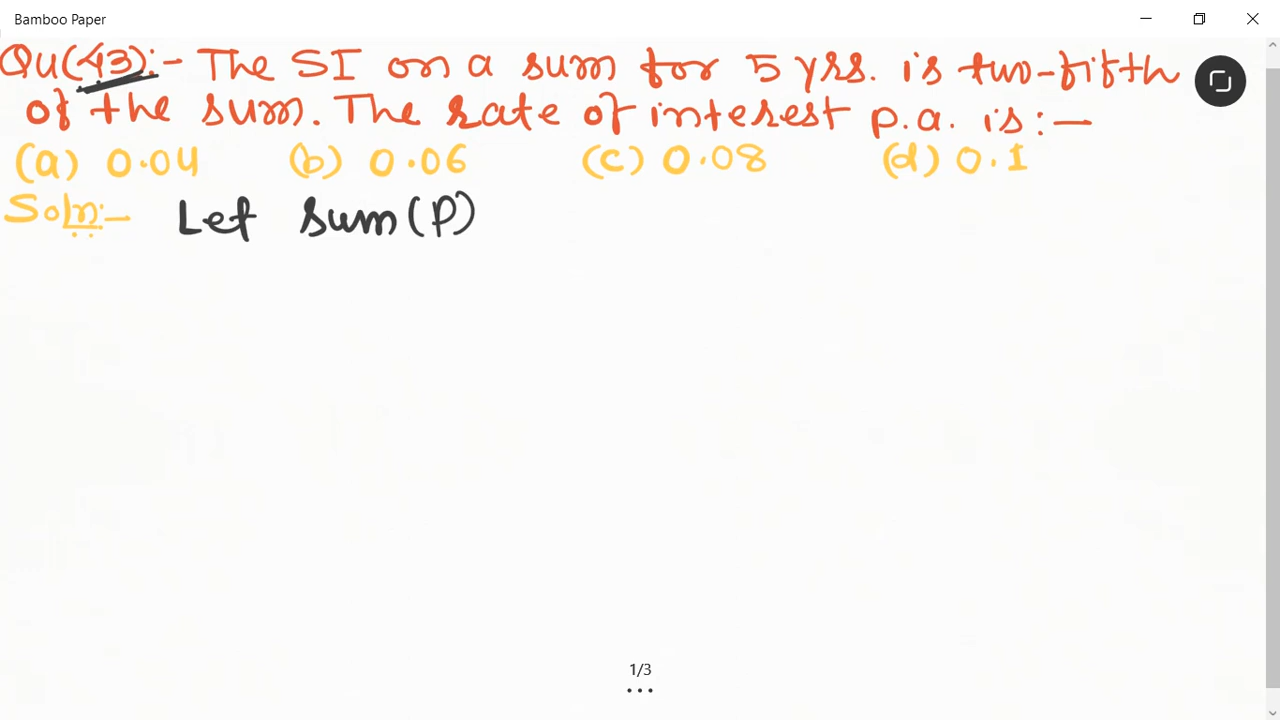 Bamboo Paper
Qu(43):- The SI on a sum for 5 yrs. is two-fifth
of the sum. The rate of interest p.a. is:-
(a) 0.04 (b) 0.06 (c) 0.08 (d) 0.1
Soln:- Let sum(P)
1/3